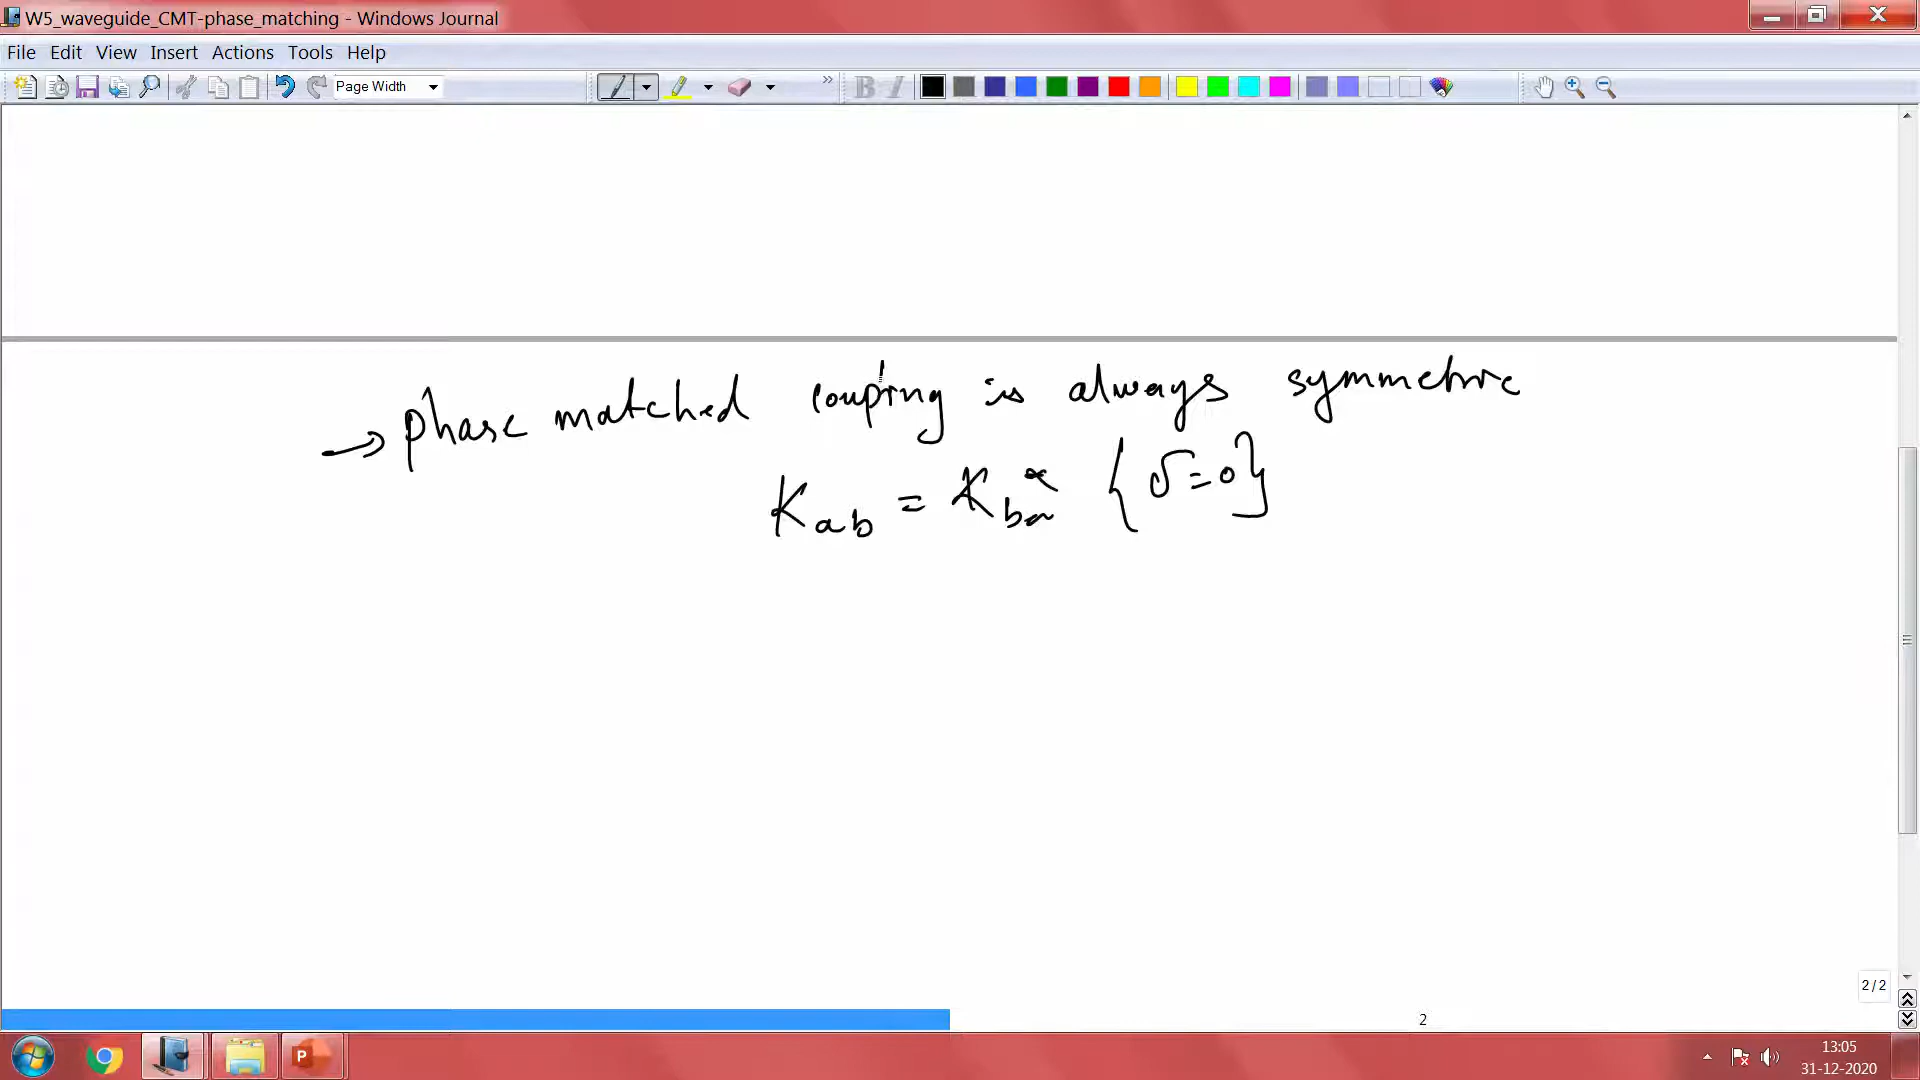 W5_waveguide_CMT-phase_matching - Windows Journal
File Edit View Insert Actions Tools Help
Page Width
→ phase matched coupling is always symmetric
Kab = Kba* {δ=0}
2 / 2
2
13:05
31-12-2020